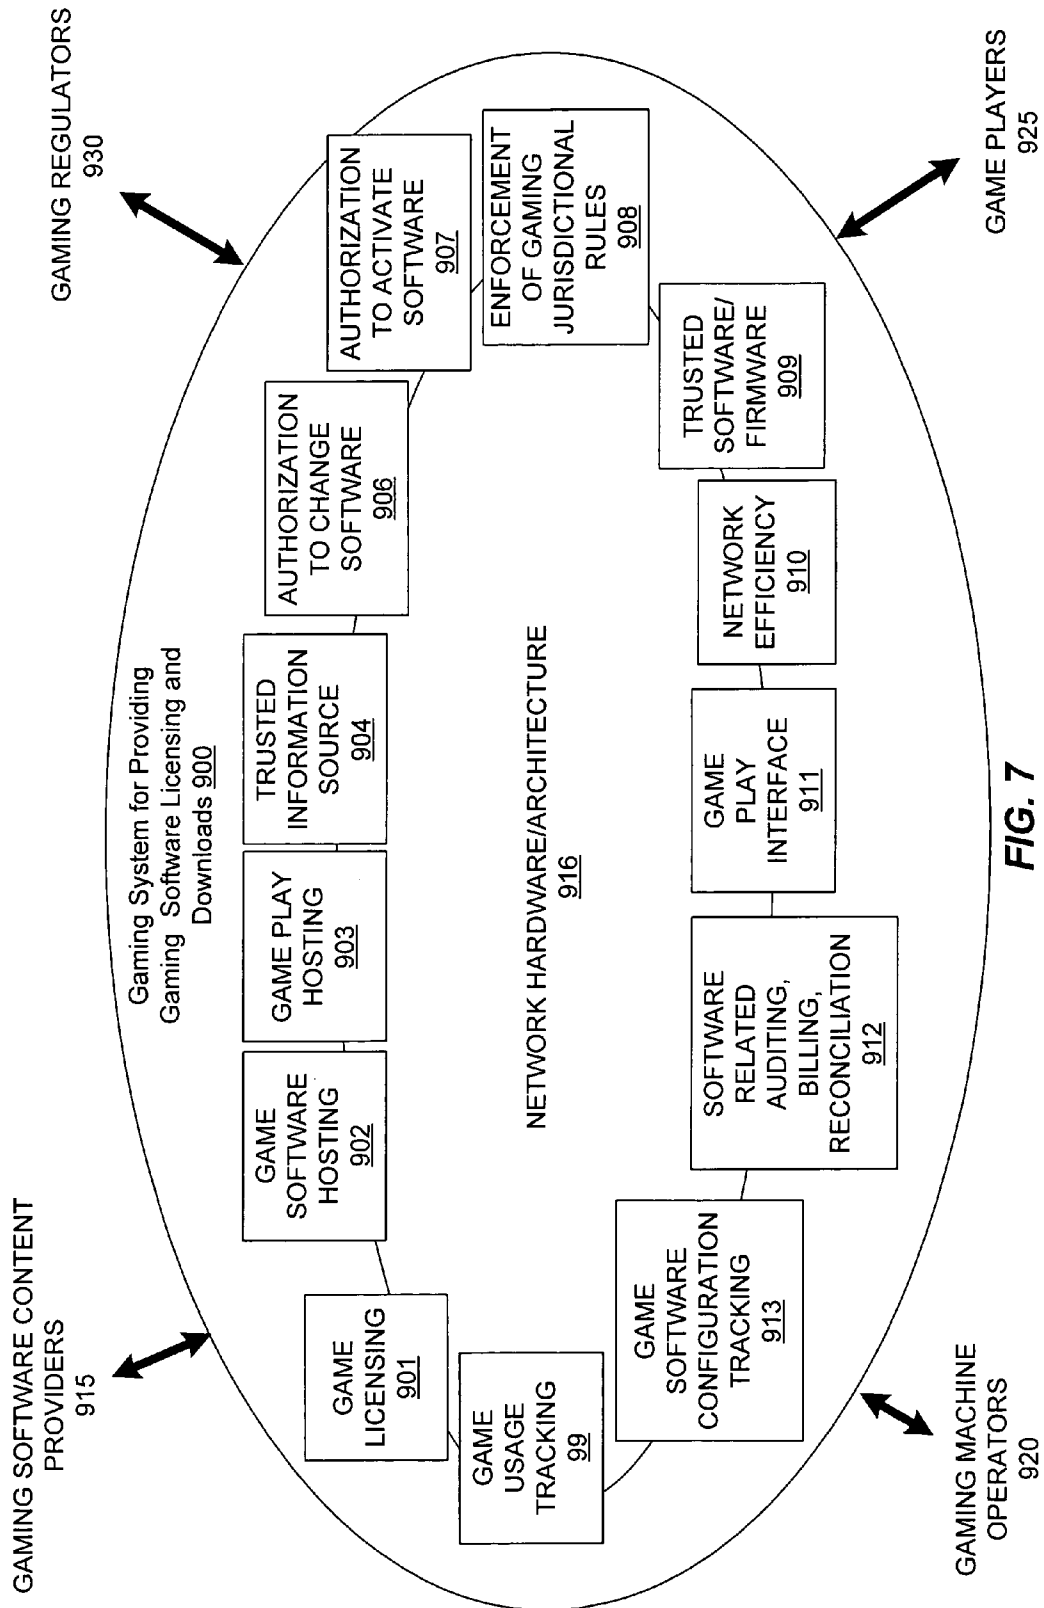 GAMING SOFTWARE CONTENT
PROVIDERS
915
GAMING REGULATORS
930
Gaming System for Providing
Gaming Software Licensing and
Downloads 900
GAME
LICENSING
901
GAME
SOFTWARE
HOSTING
902
GAME PLAY
HOSTING
903
TRUSTED
INFORMATION
SOURCE
904
AUTHORIZATION
TO CHANGE
SOFTWARE
906
AUTHORIZATION
TO ACTIVATE
SOFTWARE
907
ENFORCEMENT
OF GAMING
JURISDICTIONAL
RULES
908
NETWORK HARDWARE/ARCHITECTURE
916
GAME
USAGE
TRACKING
99
GAME
SOFTWARE
CONFIGURATION
TRACKING
913
SOFTWARE
RELATED
AUDITING,
BILLING,
RECONCILIATION
912
GAME
PLAY
INTERFACE
911
NETWORK
EFFICIENCY
910
TRUSTED
SOFTWARE/
FIRMWARE
909
GAMING MACHINE
OPERATORS
920
GAME PLAYERS
925
FIG. 7